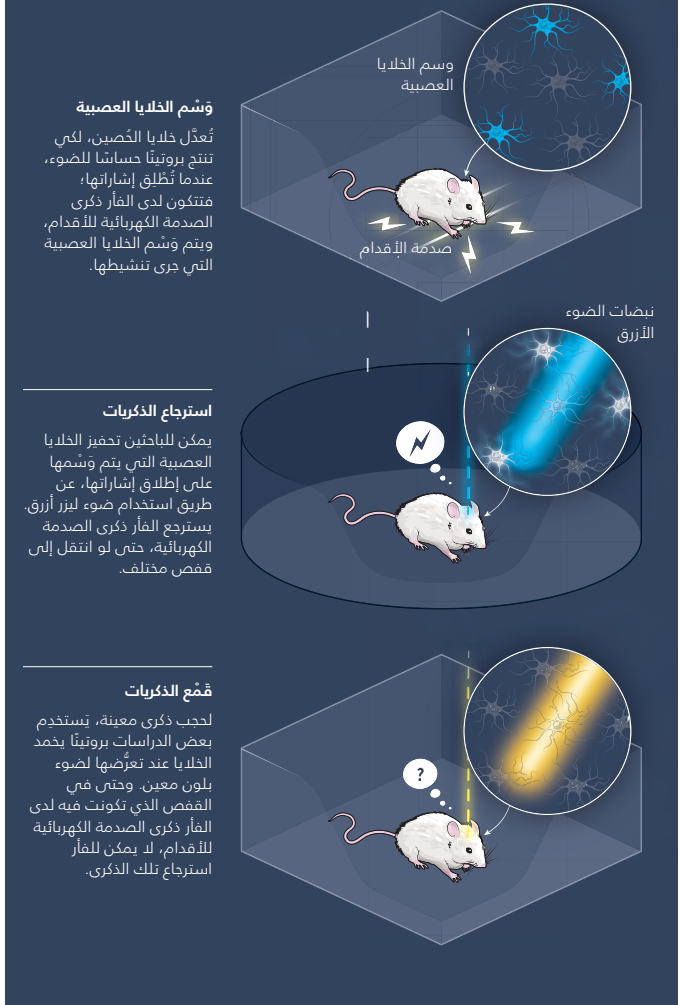 وسم الخلايا
العصبية
وَسْم الخلايا العصبية
تُعدَّل خلايا الحُصين، لكي
تنتج بروتينًا حساسًا للضوء،
عندما تُطْلِق إشاراتها؛
فتتكون لدى الفأر ذكرى
الصدمة الكهربائية للأقدام،
ويتم وَسْم الخلايا العصبية
التي جرى تنشيطها.
صدمة الأقدام
نبضات الضوء
الأزرق
استرجاع الذكريات
يمكن للباحثين تحفيز الخلايا
العصبية التي يتم وَسْمها
على إطلاق إشاراتها، عن
طريق استخدام ضوء ليزر أزرق.
يسترجع الفأر ذكرى الصدمة
الكهربائية، حتى لو انتقل إلى
قفص مختلف.
قَمْع الذكريات
لحجب ذكرى معينة، يَستخدِم
بعض الدراسات بروتينًا يخمد
الخلايا عند تعرُّضها لضوء
بلون معين. وحتى في
القفص الذي تكونت فيه لدى
الفأر ذكرى الصدمة الكهربائية
للأقدام، لا يمكن للفأر
استرجاع تلك الذكرى.
?